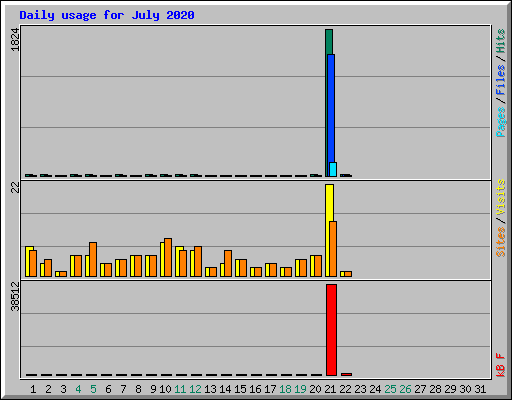 Daily usage for July 2020
1824
Pages/Files/Hits
22
Sites/Visits
38512
kB F
1 2 3 4 5 6 7 8 9 10 11 12 13 14 15 16 17 18 19 20 21 22 23 24 25 26 27 28 29 30 31